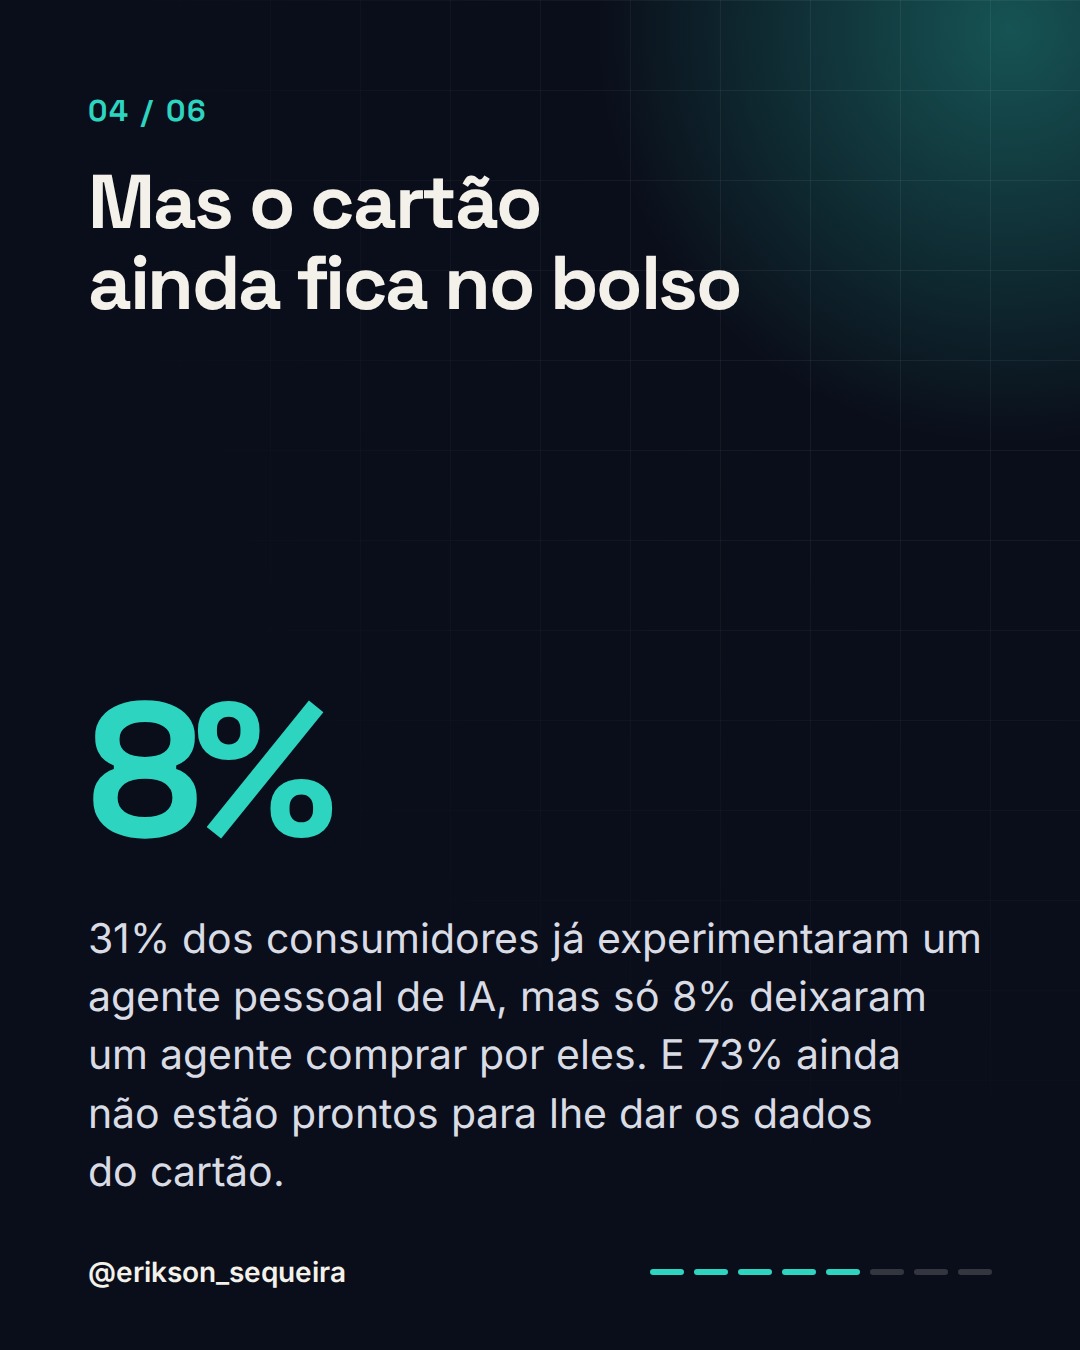 04 / 06
Mas o cartão
ainda fica no bolso
8%
31% dos consumidores já experimentaram um
agente pessoal de IA, mas só 8% deixaram
um agente comprar por eles. E 73% ainda
não estão prontos para lhe dar os dados
do cartão.
@erikson_sequeira